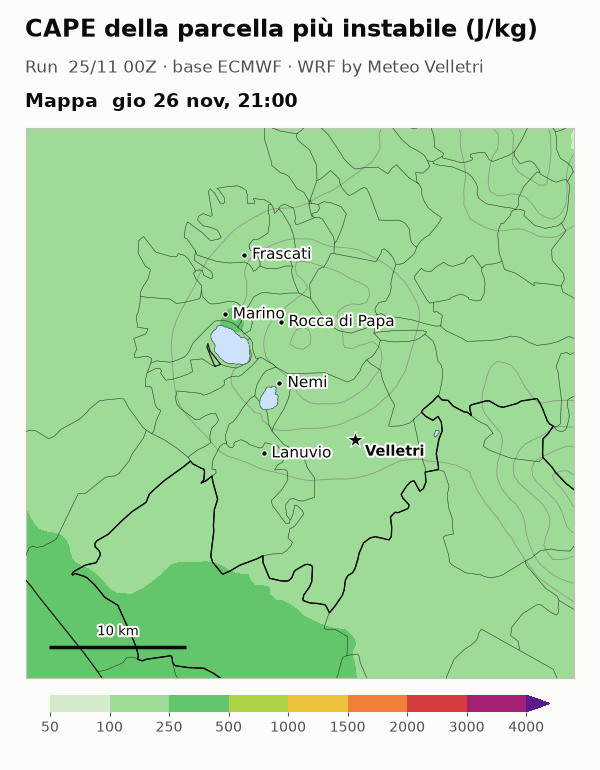 CAPE della parcella più instabile (J/kg)
Run  25/11 00Z · base ECMWF · WRF by Meteo Velletri
Mappa  gio 26 nov, 21:00
Frascati
Marino
Rocca di Papa
Nemi
Velletri
Lanuvio
10 km
50 100 250 500 1000 1500 2000 3000 4000